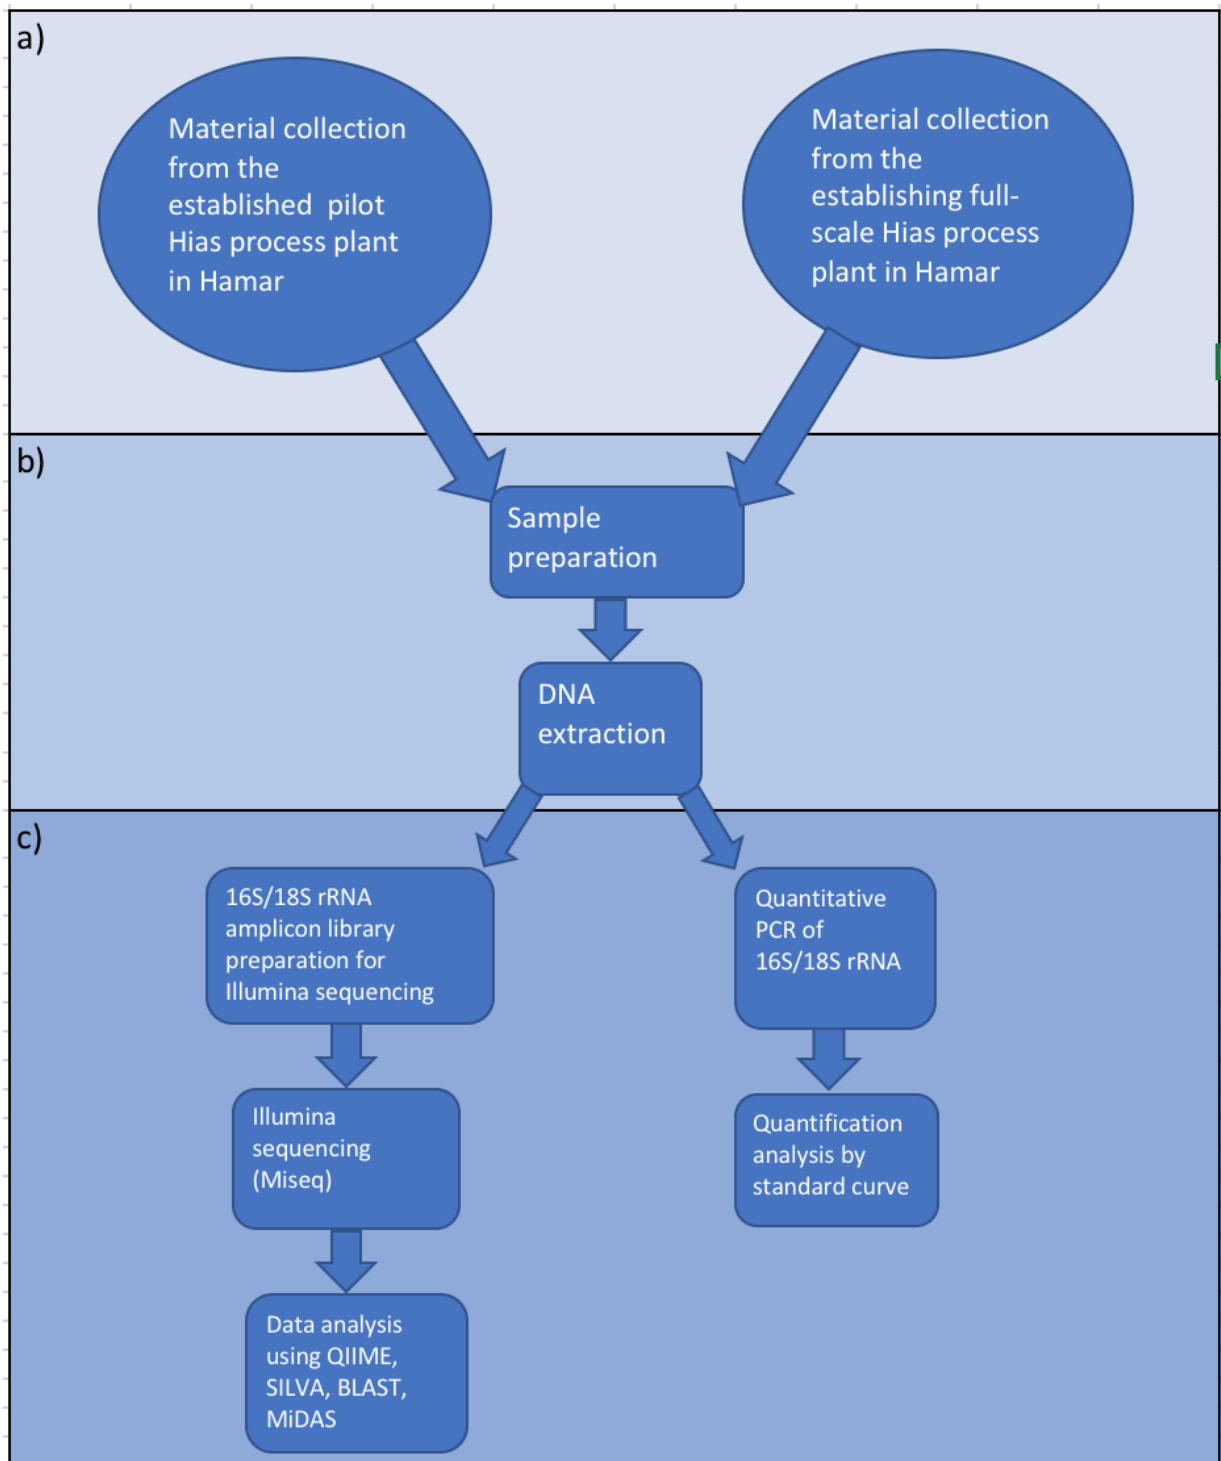 a)
Material collection
from the
established  pilot
Hias process plant
in Hamar
Material collection
from the
establishing full-
scale Hias process
plant in Hamar
b)
Sample
preparation
DNA
extraction
c)
16S/18S rRNA
amplicon library
preparation for
Illumina sequencing
Quantitative
PCR of
16S/18S rRNA
Illumina
sequencing
(Miseq)
Quantification
analysis by
standard curve
Data analysis
using QIIME,
SILVA, BLAST,
MiDAS